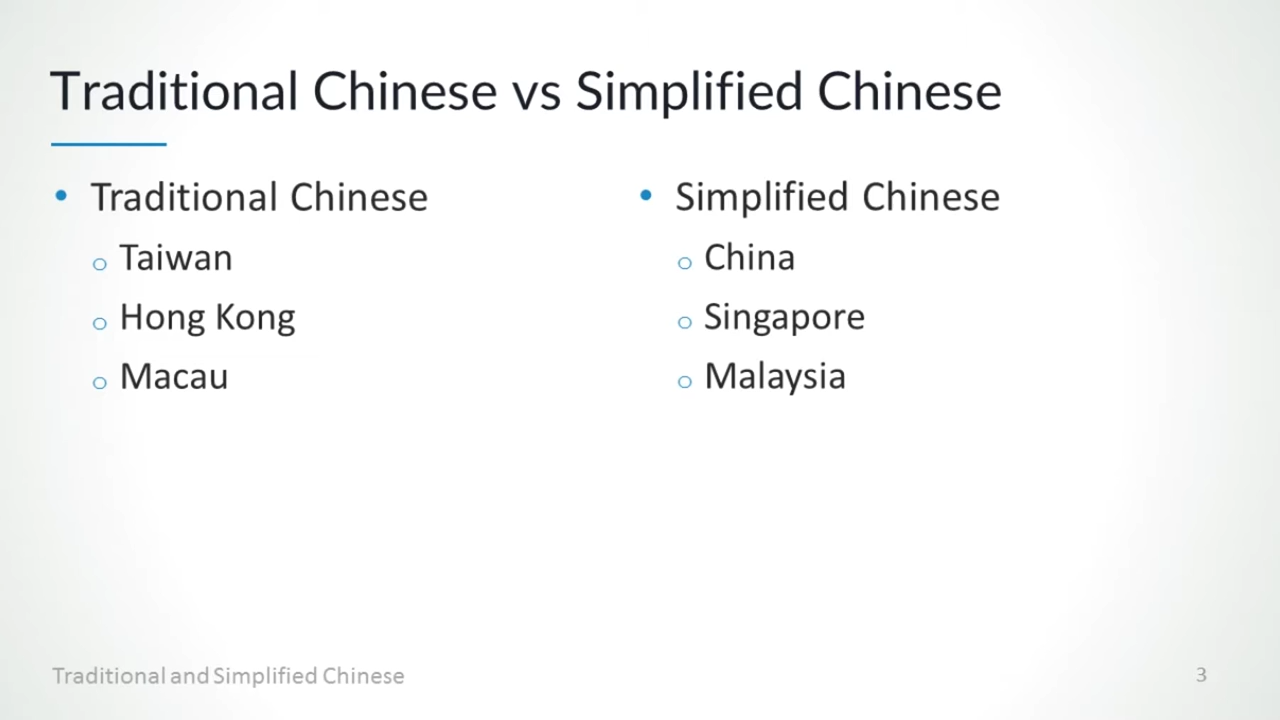 Traditional Chinese vs Simplified Chinese
• Traditional Chinese
o Taiwan
o Hong Kong
o Macau
• Simplified Chinese
o China
o Singapore
o Malaysia
Traditional and Simplified Chinese
3